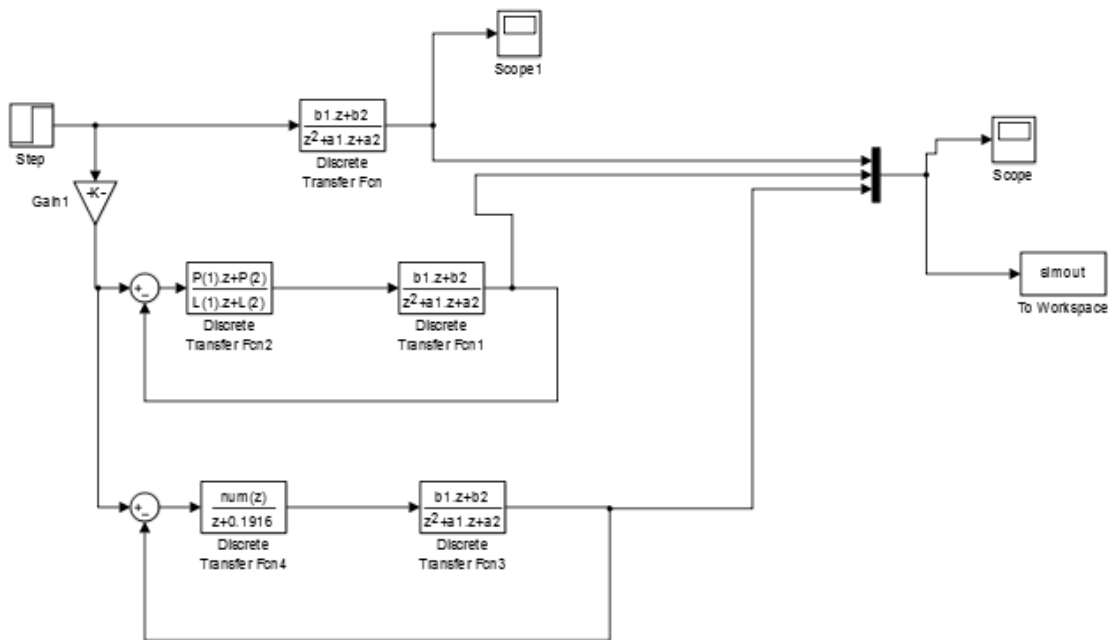 Scope1
b1.z+b2
z2+a1.z+a2
Discrete
Transfer Fcn
Step
-K-
Gain1
Scope
P(1).z+P(2)
L(1).z+L(2)
Discrete
Transfer Fcn2
b1.z+b2
z2+a1.z+a2
Discrete
Transfer Fcn1
simout
To Workspace
num(z)
z+0.1916
Discrete
Transfer Fcn4
b1.z+b2
z2+a1.z+a2
Discrete
Transfer Fcn3